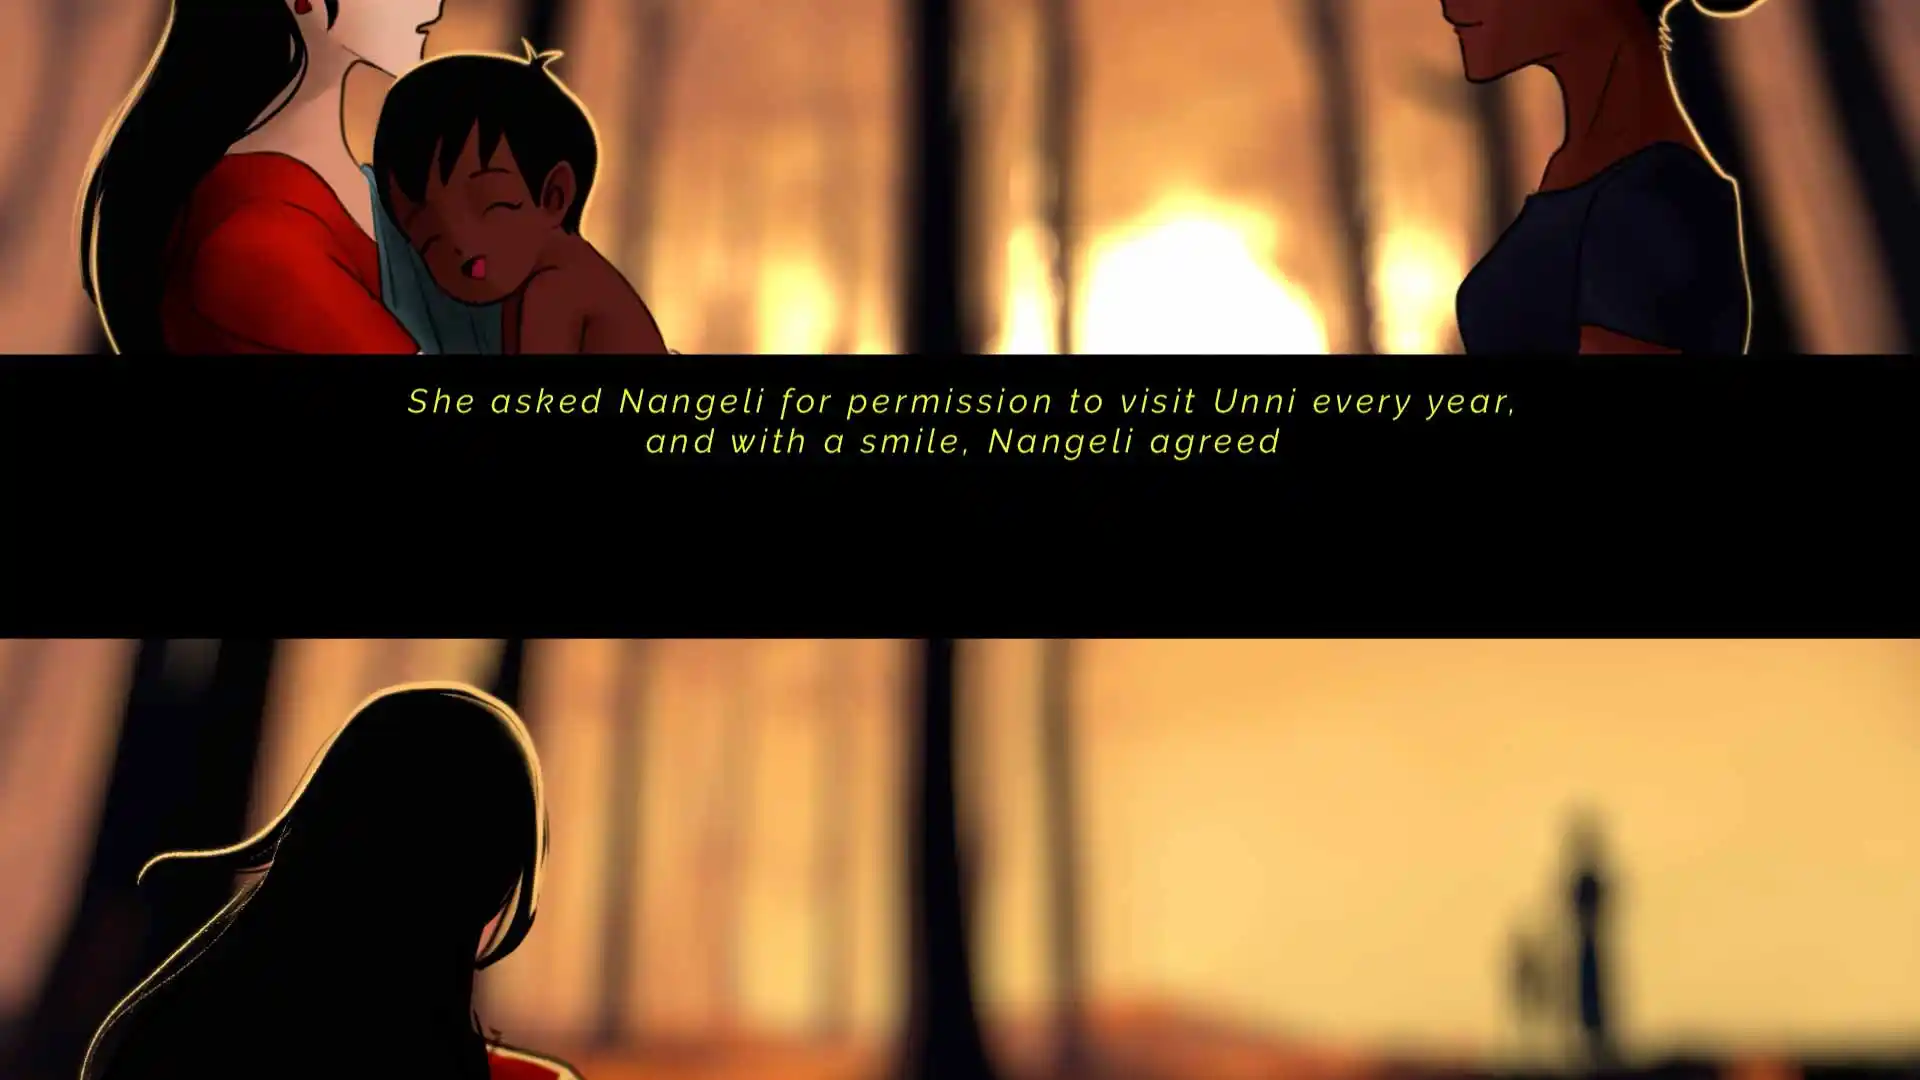 She asked Nangeli for permission to visit Unni every year,
and with a smile, Nangeli agreed